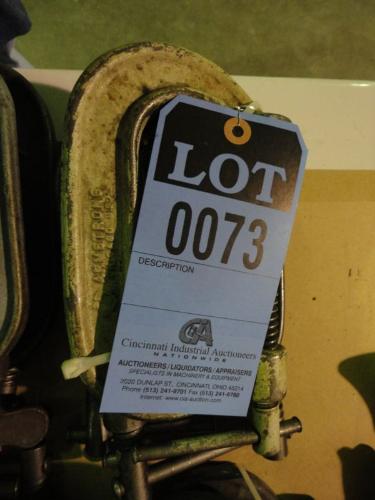 ARMSTRONG
LOT
0073
DESCRIPTION
CIA
Cincinnati Industrial Auctioneers
NATIONWIDE
AUCTIONEERS/LIQUIDATORS/APPRAISERS
SPECIALISTS IN MACHINERY & EQUIPMENT
2020 DUNLAP ST., CINCINNATI, OHIO 45214
Phone (513) 241-9701 Fax (513) 241-6760
Internet: www.cia-auction.com